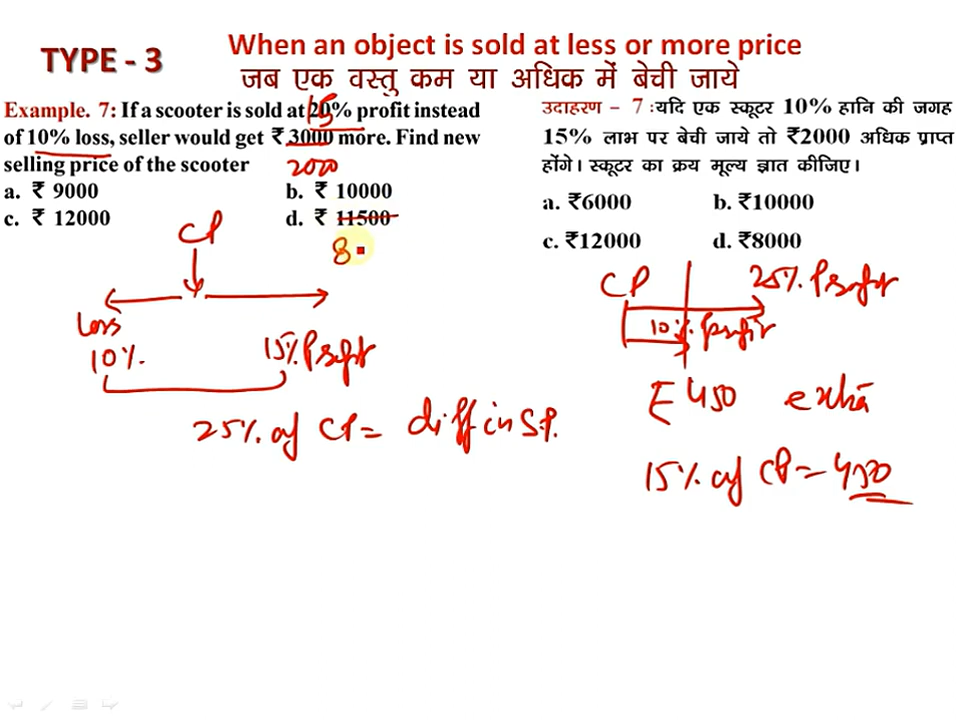 TYPE - 3
When an object is sold at less or more price
जब एक वस्तु कम या अधिक में बेची जाये
Example. 7: If a scooter is sold at 20% profit instead
15
of 10% loss, seller would get ₹ 3000 more. Find new
2000
selling price of the scooter
a. ₹ 9000
b. ₹ 10000
c. ₹ 12000
d. ₹ 11500
8
उदाहरण – 7 :यदि एक स्कूटर 10% हानि की जगह
15% लाभ पर बेची जाये तो ₹2000 अधिक प्राप्त
होंगे। स्कूटर का क्रय मूल्य ज्ञात कीजिए।
a. ₹6000
b. ₹10000
c. ₹12000
d. ₹8000
CP
Loss
10%
15% Profit
25% of CP = diff in S.P.
CP
25% Profit
10% Profit
₹ 450 extra
15% of CP = 450